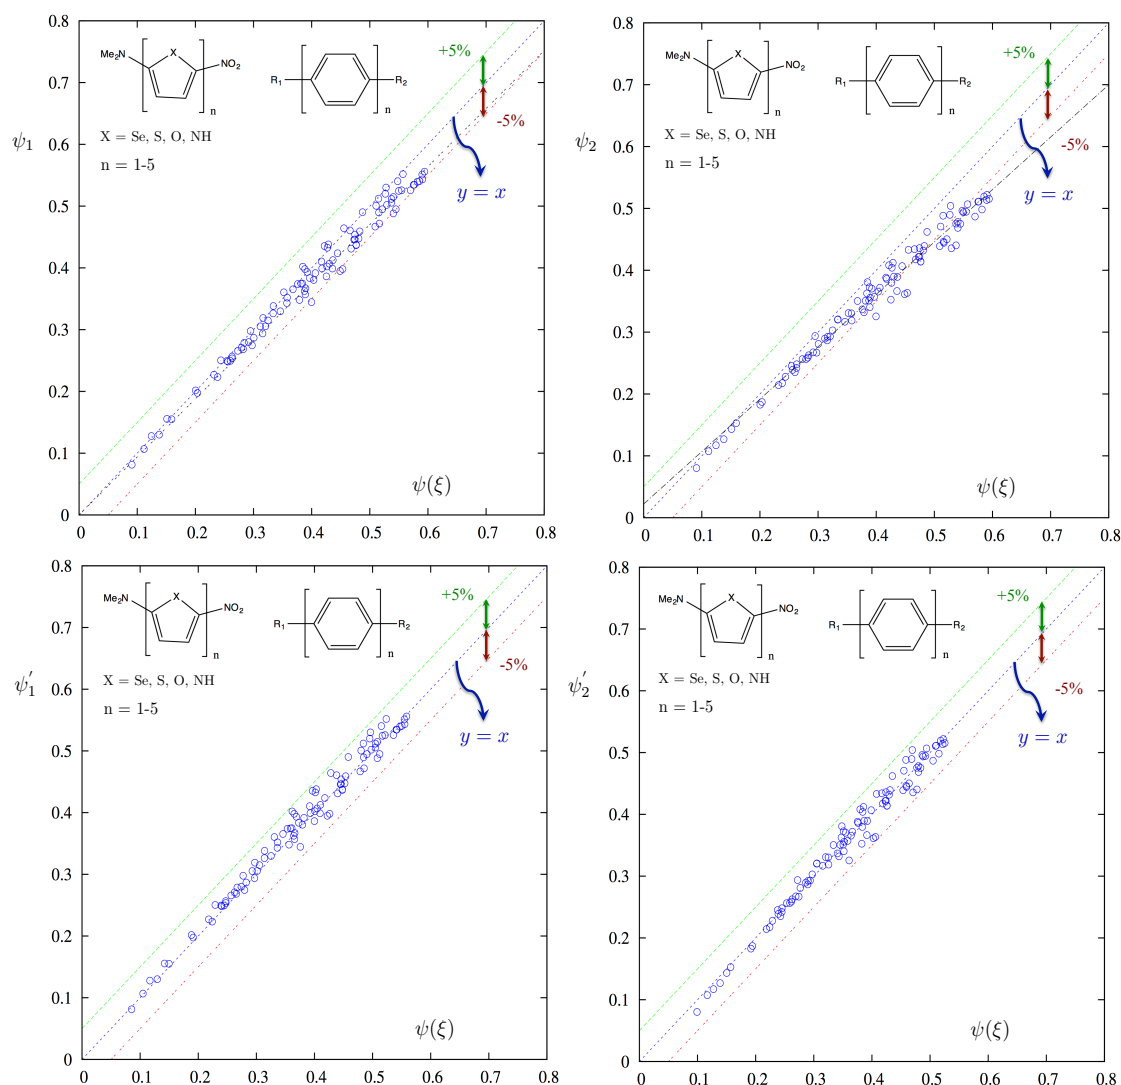 0.8
0.7
0.6
0.5
0.4
0.3
0.2
0.1
0
ψ1
Me2N
X
NO2
n
R1
R2
n
X = Se, S, O, NH
n = 1-5
+5%
-5%
y = x
ψ(ξ)
0 0.1 0.2 0.3 0.4 0.5 0.6 0.7 0.8
0.8
0.7
0.6
0.5
0.4
0.3
0.2
0.1
0
ψ2
Me2N
X
NO2
n
R1
R2
n
X = Se, S, O, NH
n = 1-5
+5%
-5%
y = x
ψ(ξ)
0 0.1 0.2 0.3 0.4 0.5 0.6 0.7 0.8
0.8
0.7
0.6
0.5
0.4
0.3
0.2
0.1
0
ψ1′
Me2N
X
NO2
n
R1
R2
n
X = Se, S, O, NH
n = 1-5
+5%
-5%
y = x
ψ(ξ)
0 0.1 0.2 0.3 0.4 0.5 0.6 0.7 0.8
0.8
0.7
0.6
0.5
0.4
0.3
0.2
0.1
0
ψ2′
Me2N
X
NO2
n
R1
R2
n
X = Se, S, O, NH
n = 1-5
+5%
-5%
y = x
ψ(ξ)
0 0.1 0.2 0.3 0.4 0.5 0.6 0.7 0.8